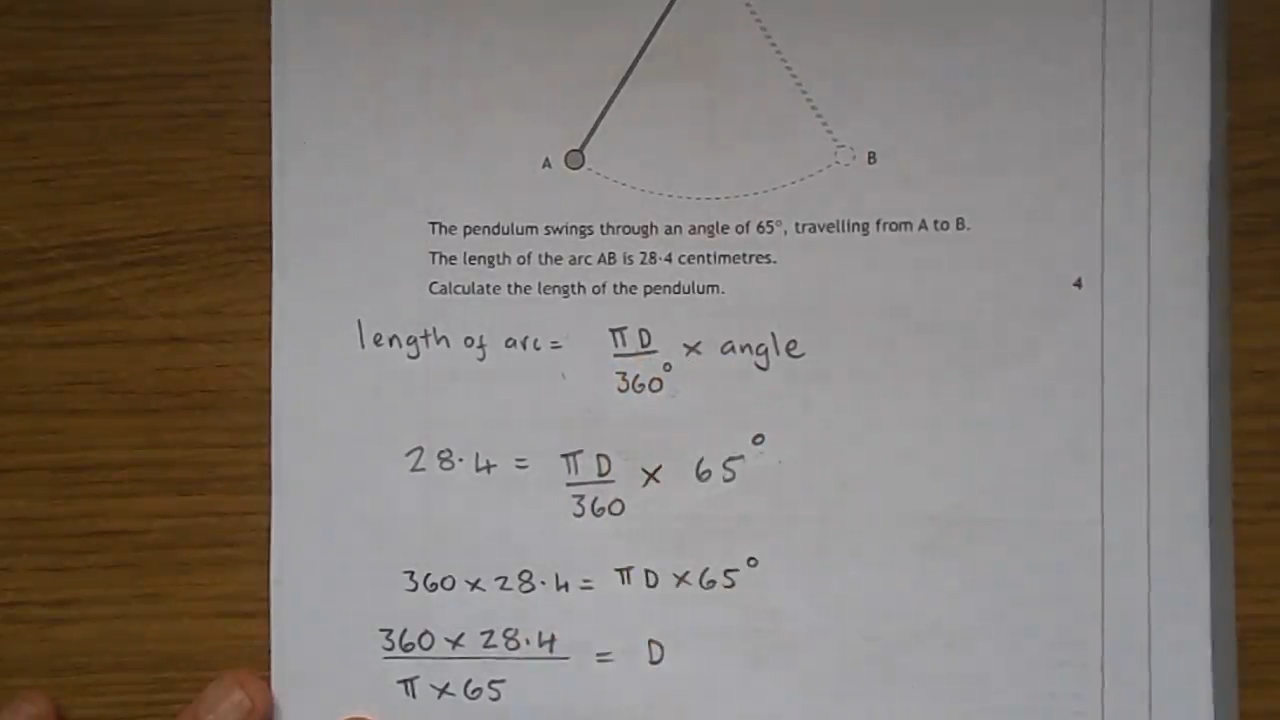 A
B
The pendulum swings through an angle of 65°, travelling from A to B.
The length of the arc AB is 28·4 centimetres.
Calculate the length of the pendulum.
4
length of arc = πD/360° × angle
28·4 = πD/360 × 65°
360 × 28·4 = πD × 65°
360 × 28·4 / π × 65 = D